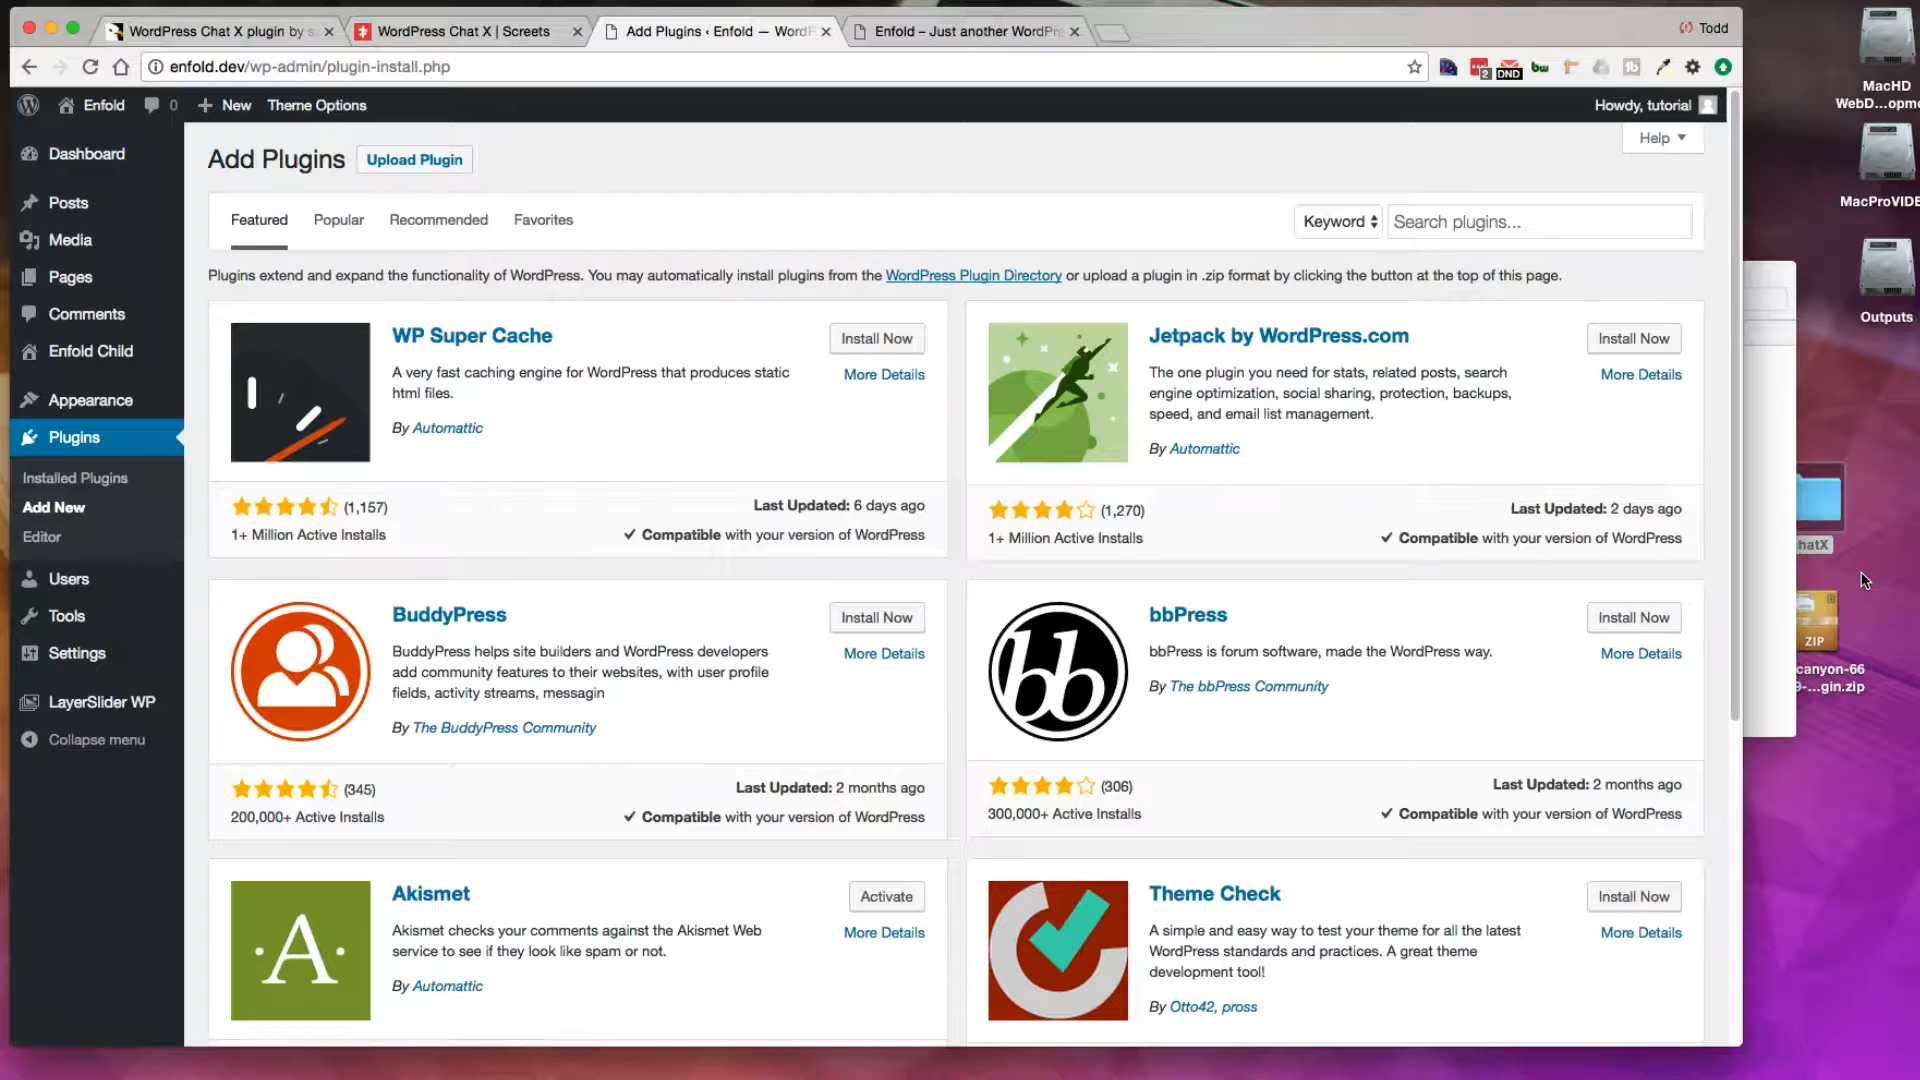 WordPress Chat X plugin by s
WordPress Chat X | Screets
Add Plugins ‹ Enfold — WordP
Enfold – Just another WordPre
Todd
enfold.dev/wp-admin/plugin-install.php
2
DND
bw
Enfold
0
New
Theme Options
Howdy, tutorial
Help
Dashboard
Posts
Media
Pages
Comments
Enfold Child
Appearance
Plugins
Installed Plugins
Add New
Editor
Users
Tools
Settings
LayerSlider WP
Collapse menu
Add Plugins
Upload Plugin
Featured
Popular
Recommended
Favorites
Keyword
Search plugins...
Plugins extend and expand the functionality of WordPress. You may automatically install plugins from the WordPress Plugin Directory or upload a plugin in .zip format by clicking the button at the top of this page.
WP Super Cache
Install Now
A very fast caching engine for WordPress that produces static
html files.
More Details
By Automattic
(1,157)
Last Updated: 6 days ago
1+ Million Active Installs
Compatible with your version of WordPress
Jetpack by WordPress.com
Install Now
The one plugin you need for stats, related posts, search
engine optimization, social sharing, protection, backups,
speed, and email list management.
More Details
By Automattic
(1,270)
Last Updated: 2 days ago
1+ Million Active Installs
Compatible with your version of WordPress
BuddyPress
Install Now
BuddyPress helps site builders and WordPress developers
add community features to their websites, with user profile
fields, activity streams, messagin
More Details
By The BuddyPress Community
(345)
Last Updated: 2 months ago
200,000+ Active Installs
Compatible with your version of WordPress
bb
bbPress
Install Now
bbPress is forum software, made the WordPress way.
More Details
By The bbPress Community
(306)
Last Updated: 2 months ago
300,000+ Active Installs
Compatible with your version of WordPress
·A·
Akismet
Activate
Akismet checks your comments against the Akismet Web
service to see if they look like spam or not.
More Details
By Automattic
Theme Check
Install Now
A simple and easy way to test your theme for all the latest
WordPress standards and practices. A great theme
development tool!
More Details
By Otto42, pross
MacHD
WebD...opme
MacProVIDE
Outputs
hatX
ZIP
canyon-66
9-...gin.zip